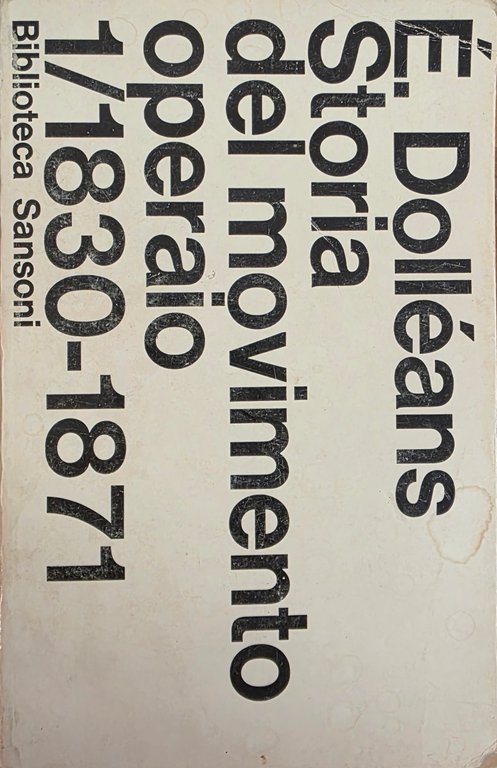 É. Dolléans
Storia
del movimento
operaio
1/1830-1871
Biblioteca Sansoni